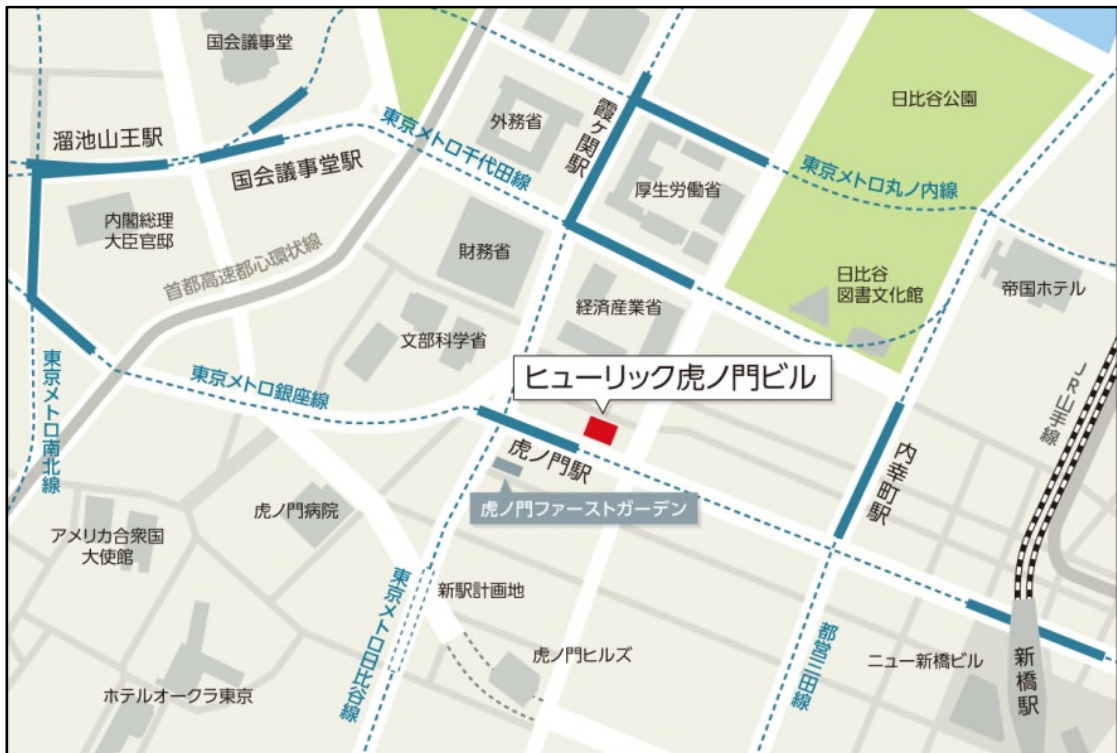 国会議事堂
日比谷公園
外務省
霞ヶ関駅
溜池山王駅
国会議事堂駅
東京メトロ千代田線
東京メトロ丸ノ内線
厚生労働省
内閣総理
大臣官邸
首都高速都心環状線
財務省
日比谷
図書文化館
帝国ホテル
経済産業省
文部科学省
ヒューリック虎ノ門ビル
東京メトロ銀座線
東京メトロ南北線
JR山手線
虎ノ門駅
内幸町駅
虎ノ門ファーストガーデン
虎ノ門病院
アメリカ合衆国
大使館
新駅計画地
東京メトロ日比谷線
都営三田線
虎ノ門ヒルズ
ニュー新橋ビル
新橋駅
ホテルオークラ東京